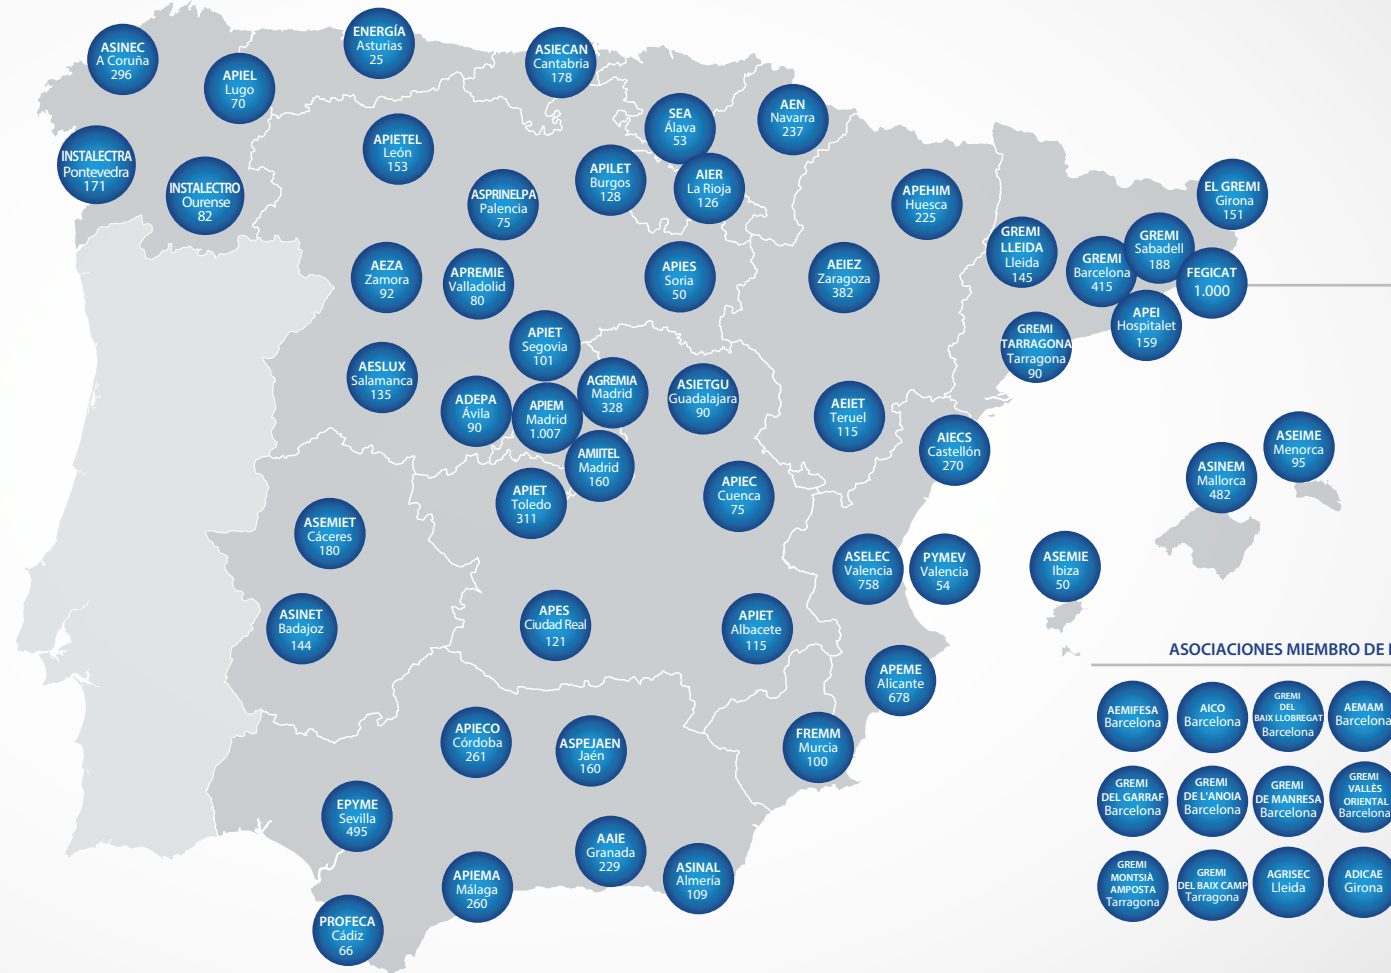 ASINEC
A Coruña
296
APIEL
Lugo
70
ENERGÍA
Asturias
25
ASIECAN
Cantabria
178
SEA
Álava
53
AEN
Navarra
237
INSTALECTRA
Pontevedra
171
INSTALECTRO
Ourense
82
APIETEL
León
153
ASPRINELPA
Palencia
75
APILET
Burgos
128
AIER
La Rioja
126
APEHIM
Huesca
225
EL GREMI
Girona
151
GREMI
LLEIDA
Lleida
145
GREMI
Barcelona
415
GREMI
Sabadell
188
FEGICAT
1.000
APEI
Hospitalet
159
GREMI
TARRAGONA
Tarragona
90
AEZA
Zamora
92
APREMIE
Valladolid
80
APIES
Soria
50
AEIEZ
Zaragoza
382
APIET
Segovia
101
AESLUX
Salamanca
135
ADEPA
Ávila
90
APIEM
Madrid
1.007
AGREMIA
Madrid
328
AMIITEL
Madrid
160
ASIETGU
Guadalajara
90
AEIET
Teruel
115
AIECS
Castellón
270
ASEIME
Menorca
95
ASINEM
Mallorca
482
APIET
Toledo
311
APIEC
Cuenca
75
ASEMIET
Cáceres
180
ASELEC
Valencia
758
PYMEV
Valencia
54
ASEMIE
Ibiza
50
ASINET
Badajoz
144
APES
Ciudad Real
121
APIET
Albacete
115
APEME
Alicante
678
APIECO
Córdoba
261
ASPEJAEN
Jaén
160
FREMM
Murcia
100
EPYME
Sevilla
495
AAIE
Granada
229
APIEMA
Málaga
260
ASINAL
Almería
109
PROFECA
Cádiz
66
ASOCIACIONES MIEMBRO DE
AEMIFESA
Barcelona
AICO
Barcelona
GREMI
DEL
BAIX LLOBREGAT
Barcelona
AEMAM
Barcelona
GREMI
DEL GARRAF
Barcelona
GREMI
DE L'ANOIA
Barcelona
GREMI
DE MANRESA
Barcelona
GREMI
VALLÈS
ORIENTAL
Barcelona
GREMI
MONTSIÀ
AMPOSTA
Tarragona
GREMI
DEL BAIX CAMP
Tarragona
AGRISEC
Lleida
ADICAE
Girona